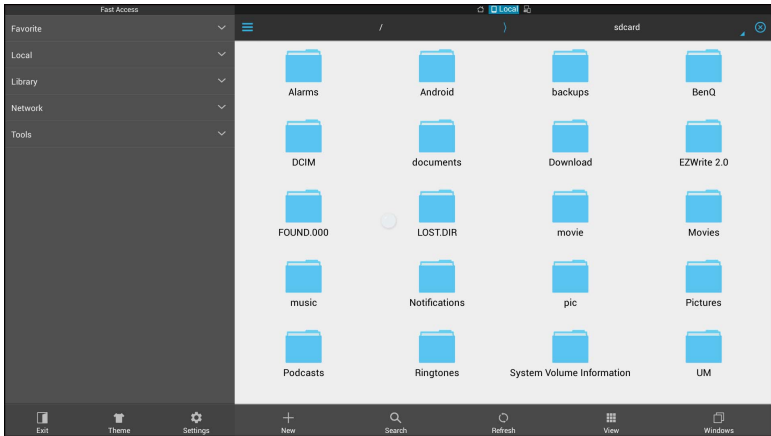 Fast Access
Local
Favorite
/ sdcard
Local
Library
Network
Tools
Alarms Android backups BenQ
DCIM documents Download EZWrite 2.0
FOUND.000 LOST.DIR movie Movies
music Notifications pic Pictures
Podcasts Ringtones System Volume Information UM
Exit Theme Settings New Search Refresh View Windows